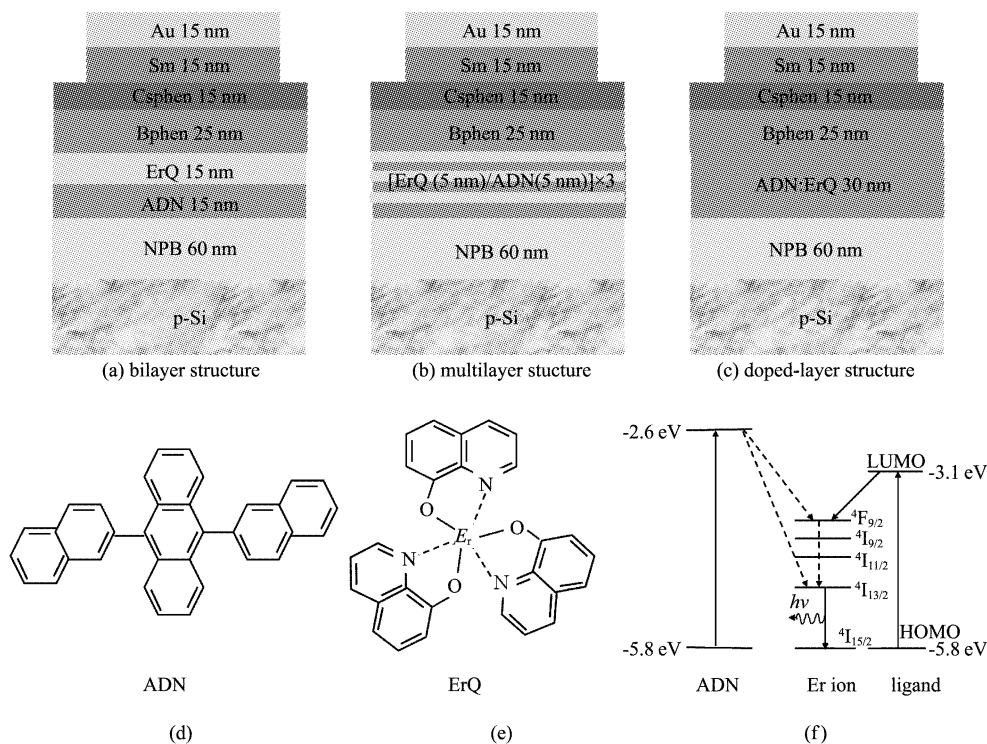 Au 15 nm
Sm 15 nm
Csphen 15 nm
Bphen 25 nm
ErQ 15 nm
ADN 15 nm
NPB 60 nm
p-Si
(a) bilayer structure
Au 15 nm
Sm 15 nm
Csphen 15 nm
Bphen 25 nm
[ErQ (5 nm)/ADN(5 nm)]×3
NPB 60 nm
p-Si
(b) multilayer stucture
Au 15 nm
Sm 15 nm
Csphen 15 nm
Bphen 25 nm
ADN:ErQ 30 nm
NPB 60 nm
p-Si
(c) doped-layer structure
ADN
(d)
N
O
O
N
Er
O
N
ErQ
(e)
-2.6 eV
LUMO
-3.1 eV
⁴F9/2
⁴I9/2
⁴I11/2
⁴I13/2
hν
⁴I15/2
HOMO
-5.8 eV
-5.8 eV
ADN
Er ion
ligand
(f)